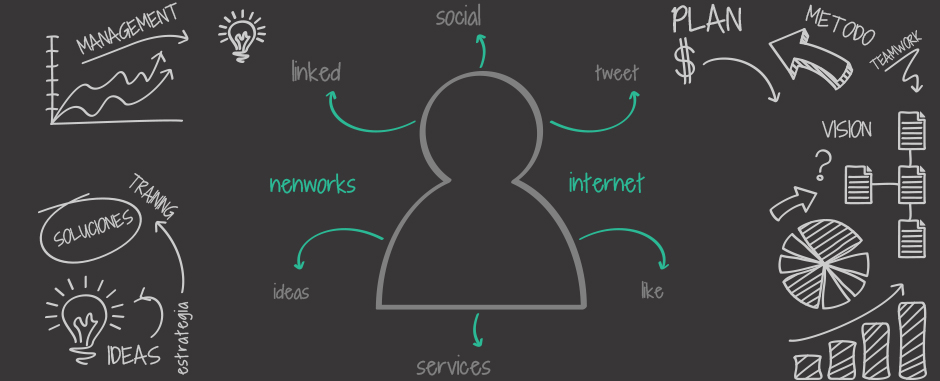 MANAGEMENT
social
PLAN
$
METODO
TEAMWORK
linked
tweet
VISION
?
nenworks
internet
TRAINING
SOLUCIONES
ideas
like
estrategia
IDEAS
services